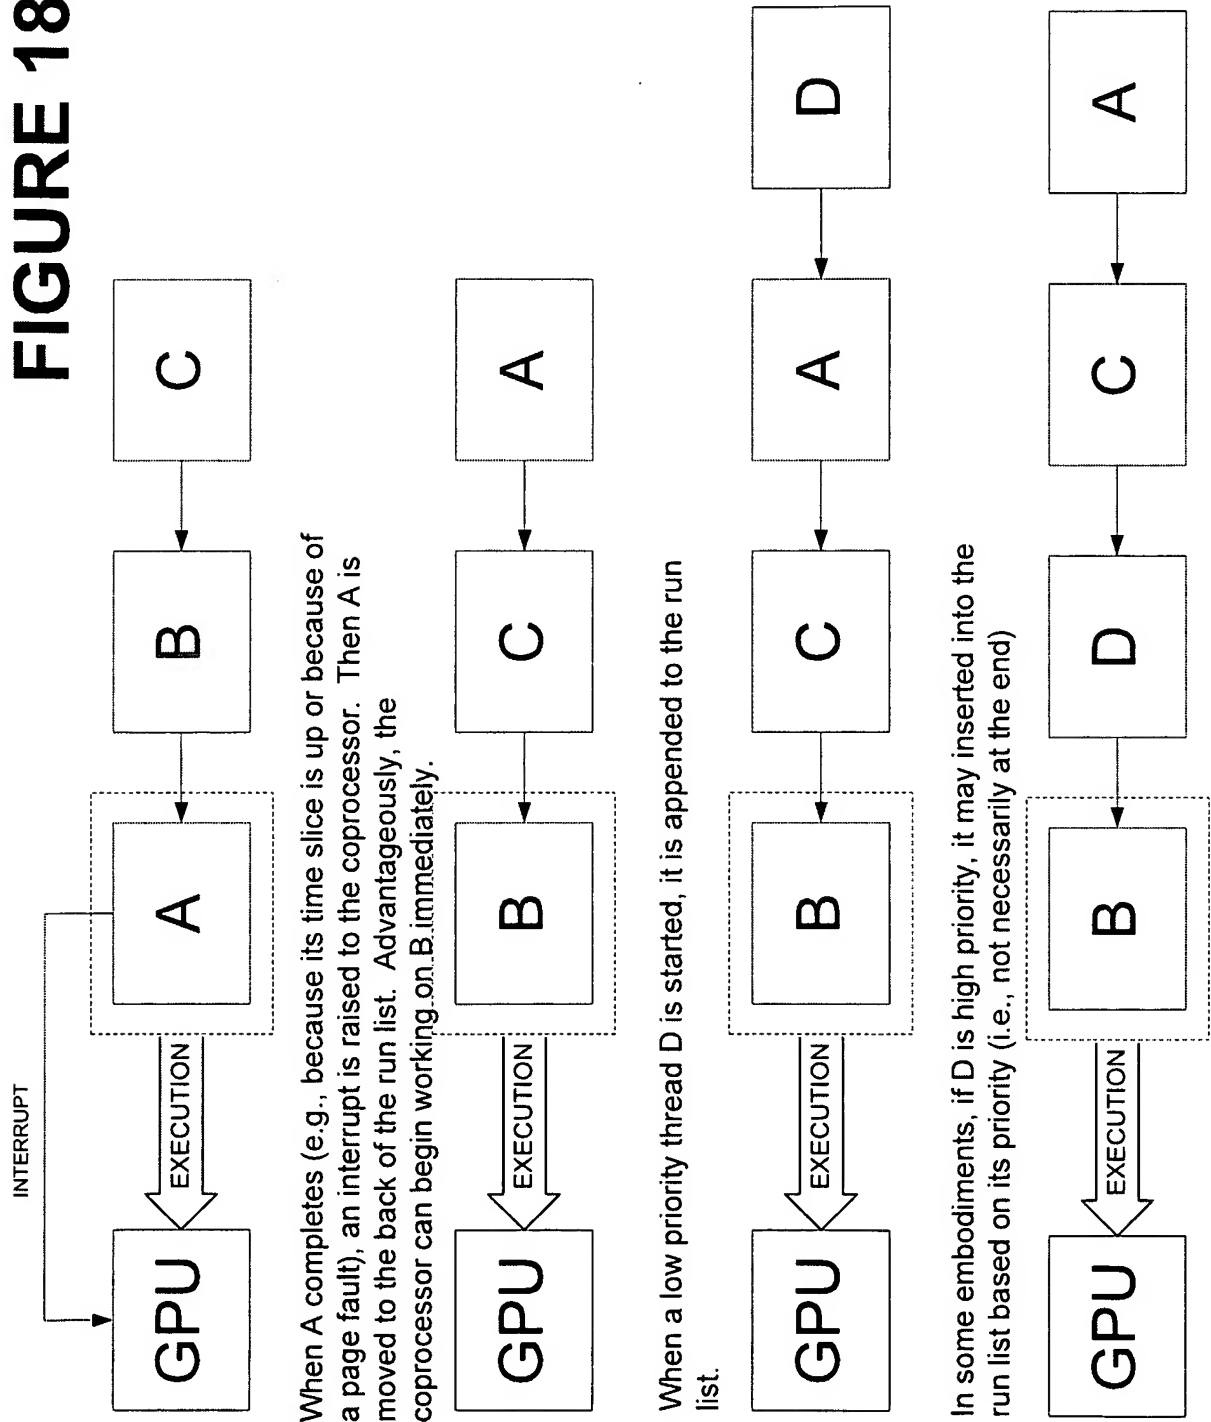 FIGURE 18
INTERRUPT
GPU
EXECUTION
A
B
C
When A completes (e.g., because its time slice is up or because of
a page fault), an interrupt is raised to the coprocessor. Then A is
moved to the back of the run list. Advantageously, the
coprocessor can begin working on B immediately.
GPU
EXECUTION
B
C
A
When a low priority thread D is started, it is appended to the run
list.
GPU
EXECUTION
B
C
A
D
In some embodiments, if D is high priority, it may inserted into the
run list based on its priority (i.e., not necessarily at the end)
GPU
EXECUTION
B
D
C
A